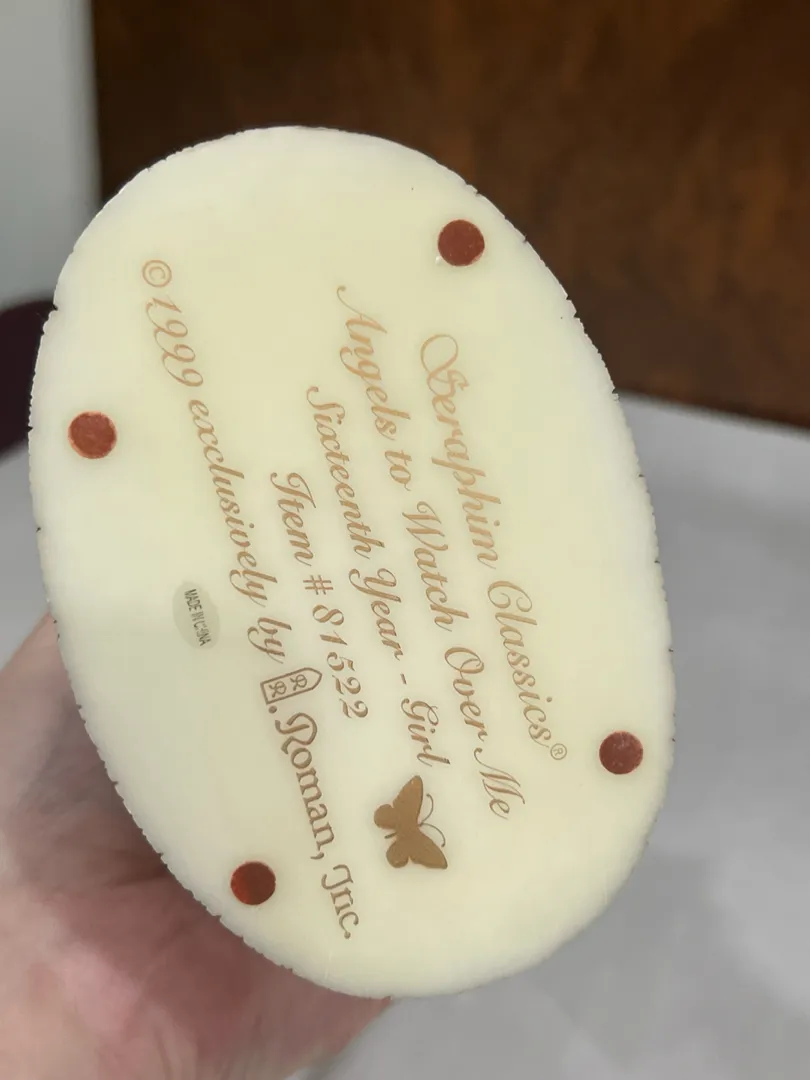 Seraphim Classics®
Angels to Watch Over Me
Sixteenth Year - Girl
Item # 81522
©1999 exclusively by R R. Roman, Inc.
MADE IN CHINA